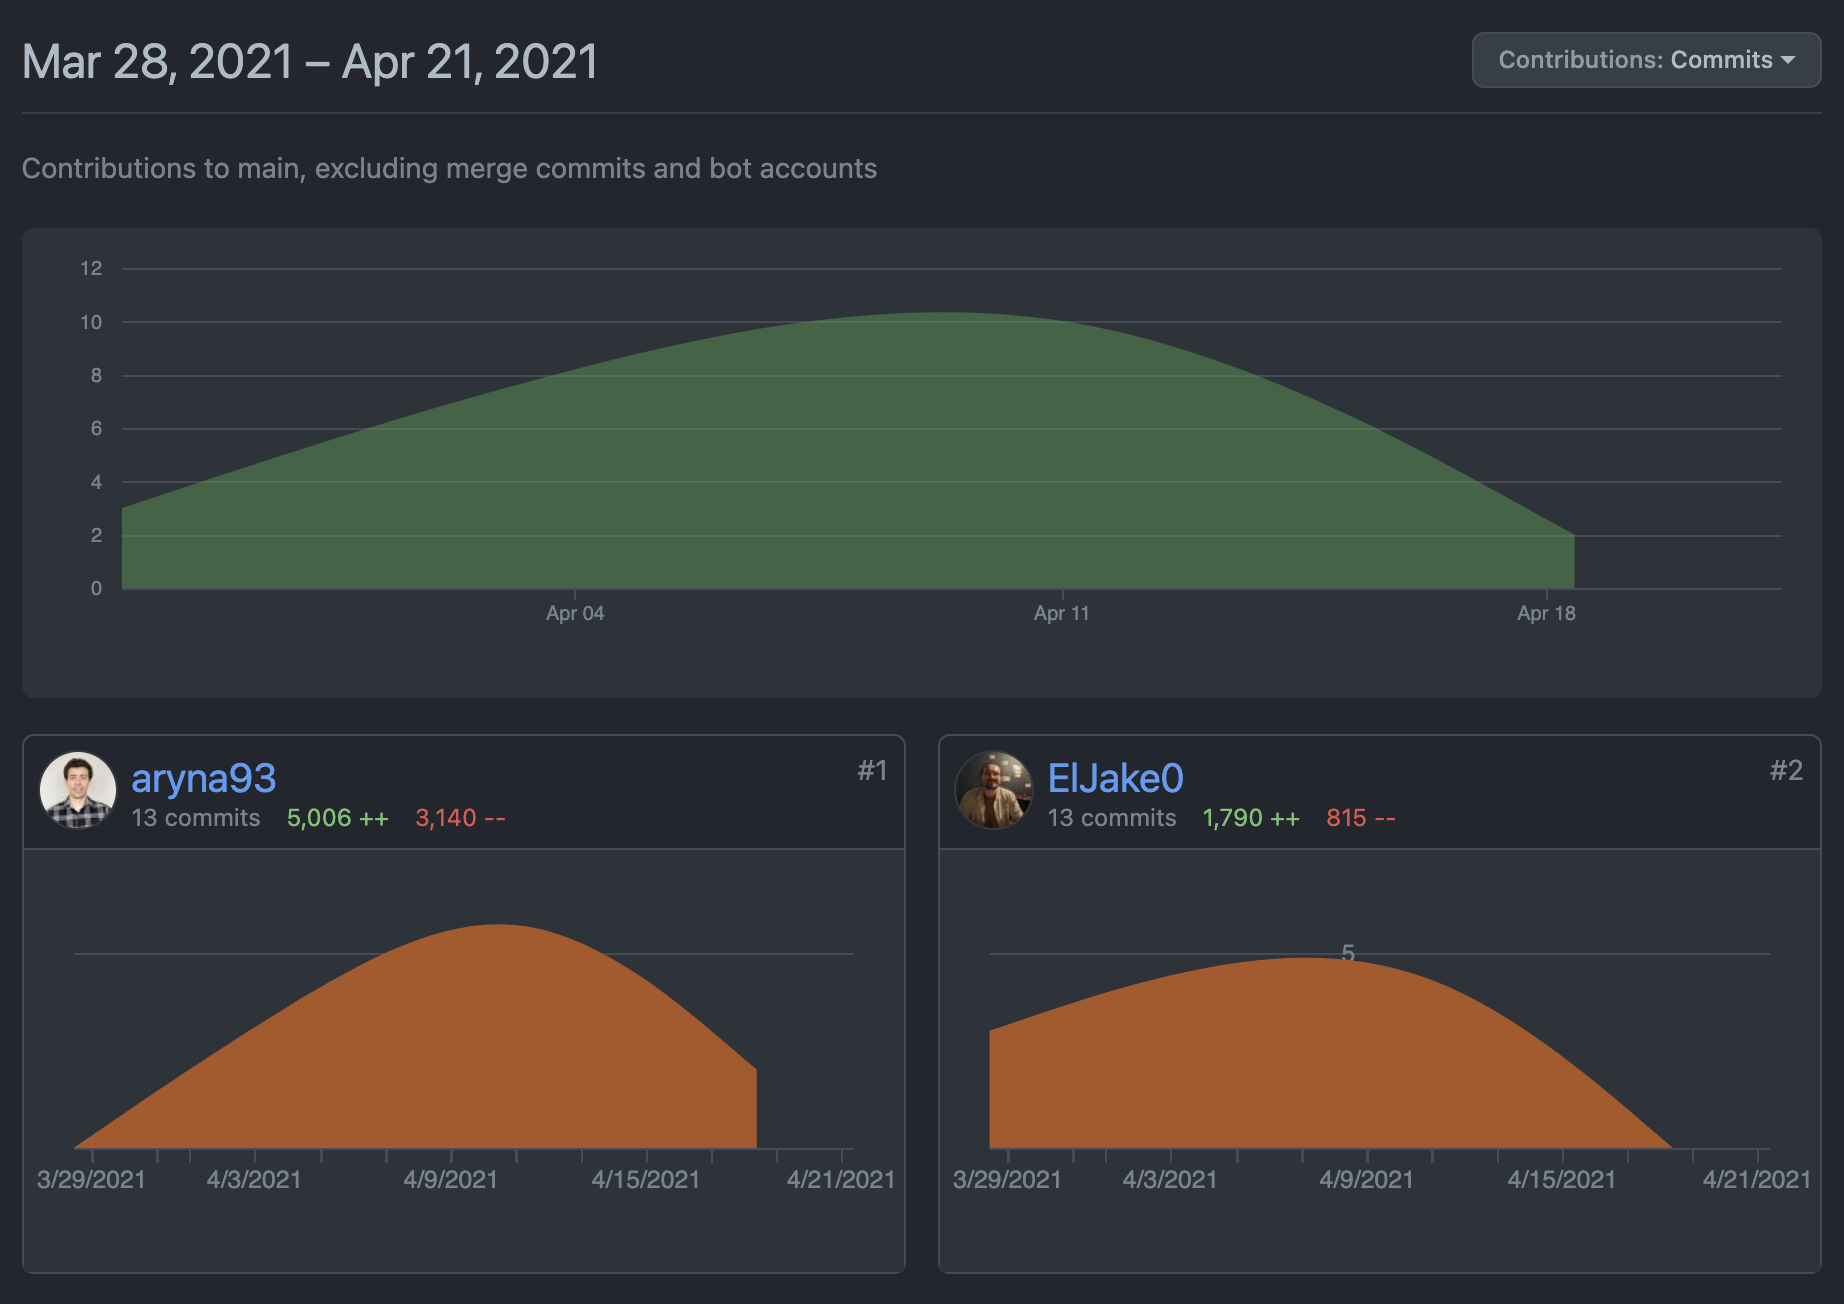 Mar 28, 2021 – Apr 21, 2021
Contributions: Commits
Contributions to main, excluding merge commits and bot accounts
12
10
8
6
4
2
0
Apr 04 Apr 11 Apr 18
aryna93 #1
13 commits 5,006 ++ 3,140 --
3/29/2021 4/3/2021 4/9/2021 4/15/2021 4/21/2021
ElJake0 #2
13 commits 1,790 ++ 815 --
5
3/29/2021 4/3/2021 4/9/2021 4/15/2021 4/21/2021